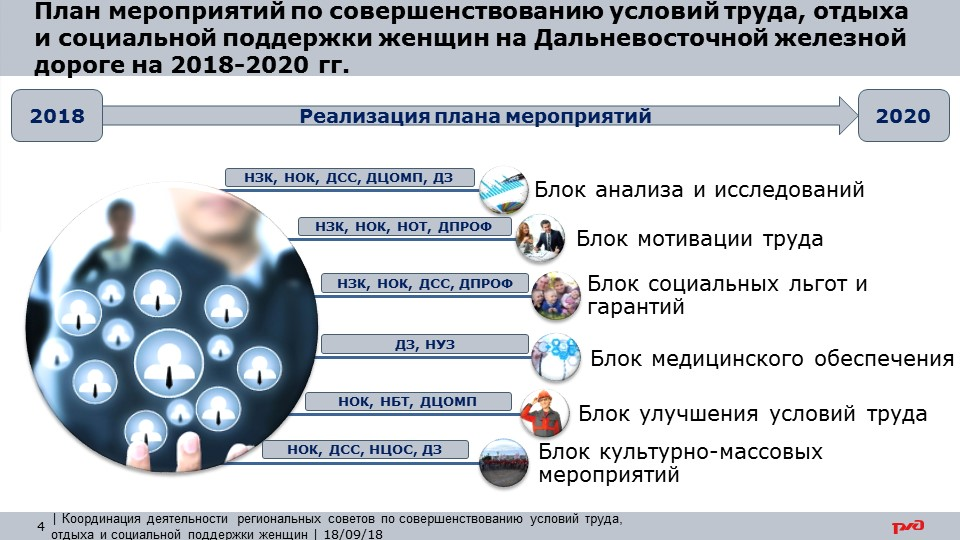 План мероприятий по совершенствованию условий труда, отдыха
и социальной поддержки женщин на Дальневосточной железной
дороге на 2018-2020 гг.
2018
Реализация плана мероприятий
2020
НЗК, НОК, ДСС, ДЦОМП, ДЗ
Блок анализа и исследований
НЗК, НОК, НОТ, ДПРОФ
Блок мотивации труда
НЗК, НОК, ДСС, ДПРОФ
Блок социальных льгот и
гарантий
ДЗ, НУЗ
Блок медицинского обеспечения
НОК, НБТ, ДЦОМП
Блок улучшения условий труда
НОК, ДСС, НЦОС, ДЗ
Блок культурно-массовых
мероприятий
4
| Координация деятельности региональных советов по совершенствованию условий труда,
отдыха и социальной поддержки женщин | 18/09/18
РЖД